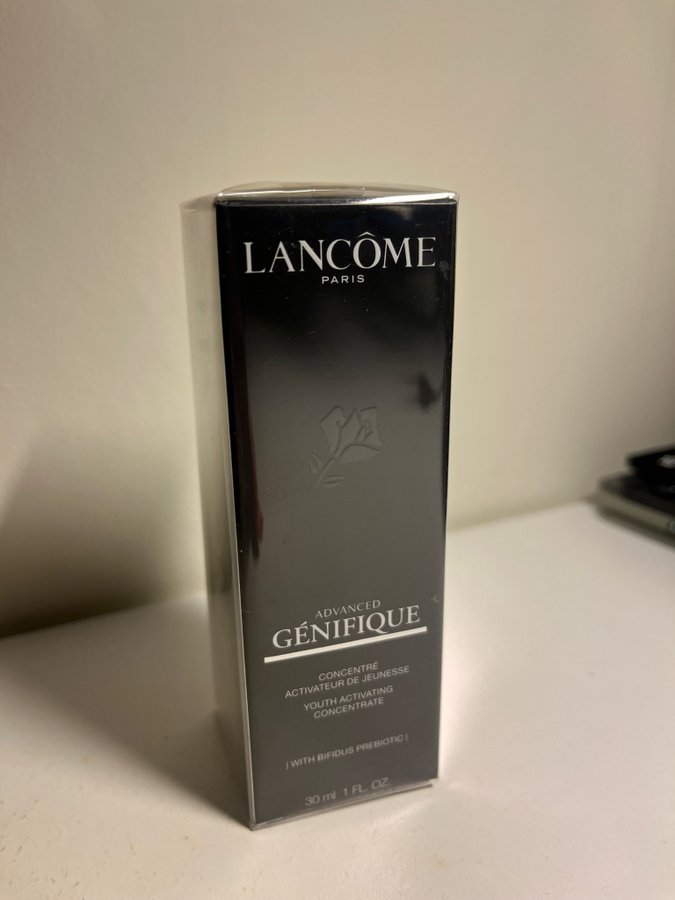 LANCÔME
PARIS
ADVANCED
GÉNIFIQUE
CONCENTRÉ
ACTIVATEUR DE JEUNESSE
YOUTH ACTIVATING
CONCENTRATE
| WITH BIFIDUS PREBIOTIC |
30 ml 1 FL. OZ.